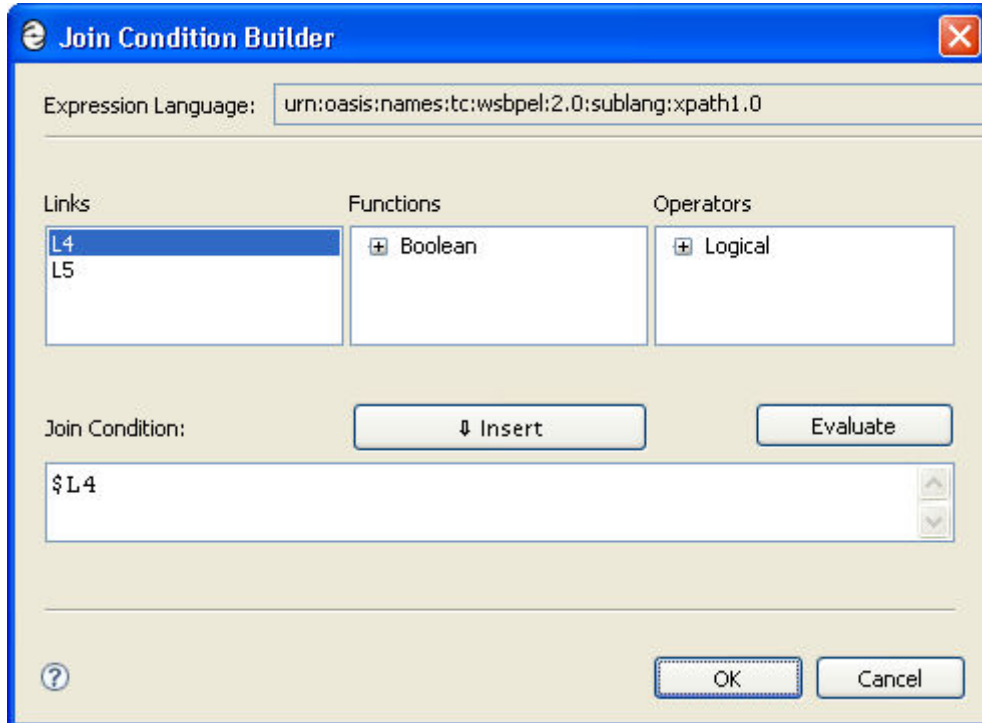 Join Condition Builder
Expression Language: urn:oasis:names:tc:wsbpel:2.0:sublang:xpath1.0
Links Functions Operators
L4 Boolean Logical
L5
Join Condition: ⇩ Insert Evaluate
$L4
? OK Cancel